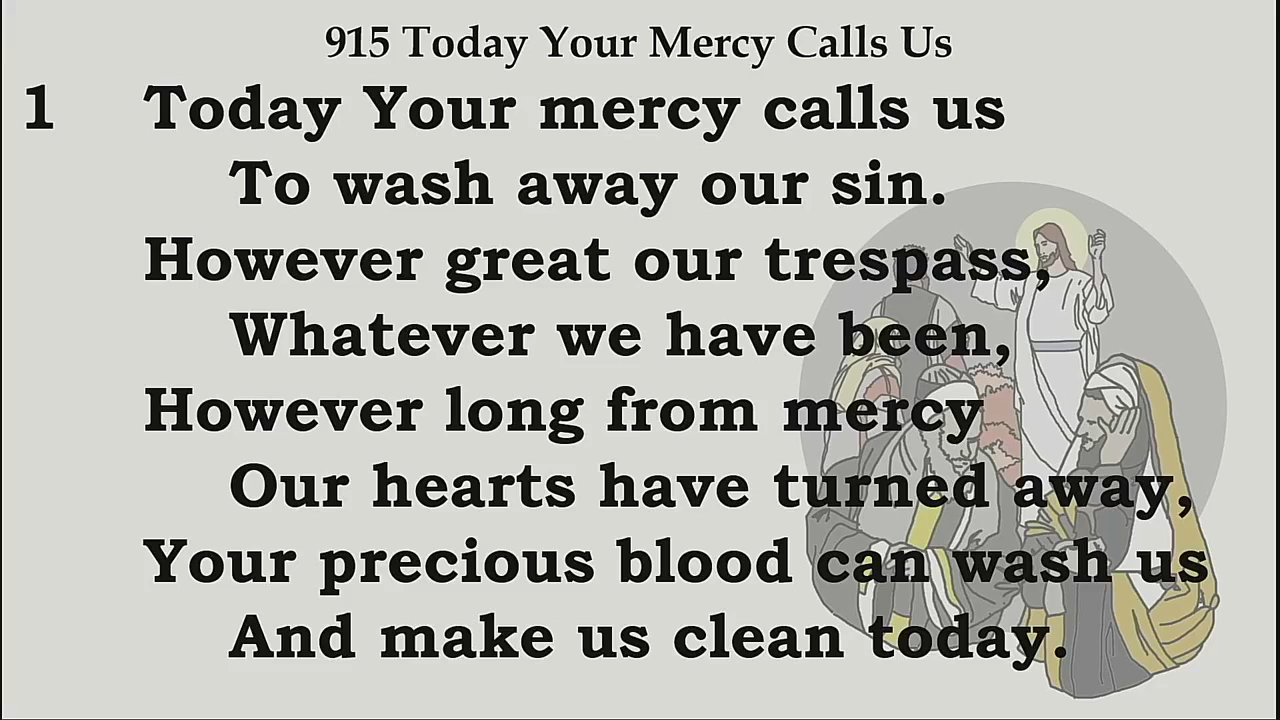 915 Today Your Mercy Calls Us
1 Today Your mercy calls us
To wash away our sin.
However great our trespass,
Whatever we have been,
However long from mercy
Our hearts have turned away,
Your precious blood can wash us
And make us clean today.